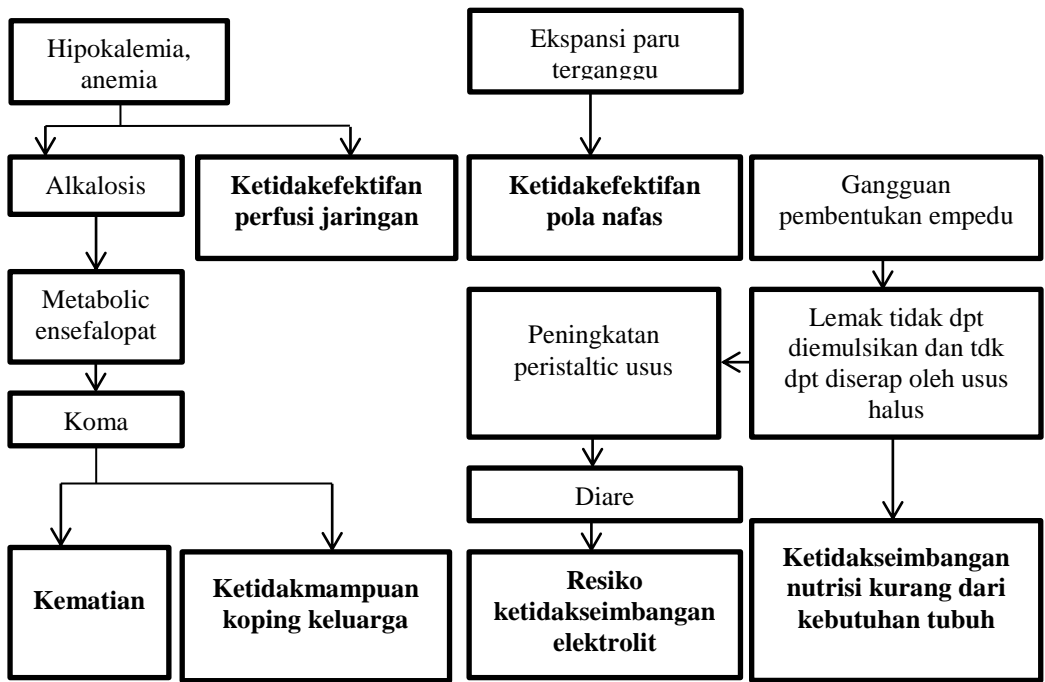 Hipokalemia,
anemia
Ekspansi paru
terganggu
Alkalosis
Ketidakefektifan
perfusi jaringan
Ketidakefektifan
pola nafas
Gangguan
pembentukan empedu
Metabolic
ensefalopat
Peningkatan
peristaltic usus
Lemak tidak dpt
diemulsikan dan tdk
dpt diserap oleh usus
halus
Koma
Diare
Kematian
Ketidakmampuan
koping keluarga
Resiko
ketidakseimbangan
elektrolit
Ketidakseimbangan
nutrisi kurang dari
kebutuhan tubuh